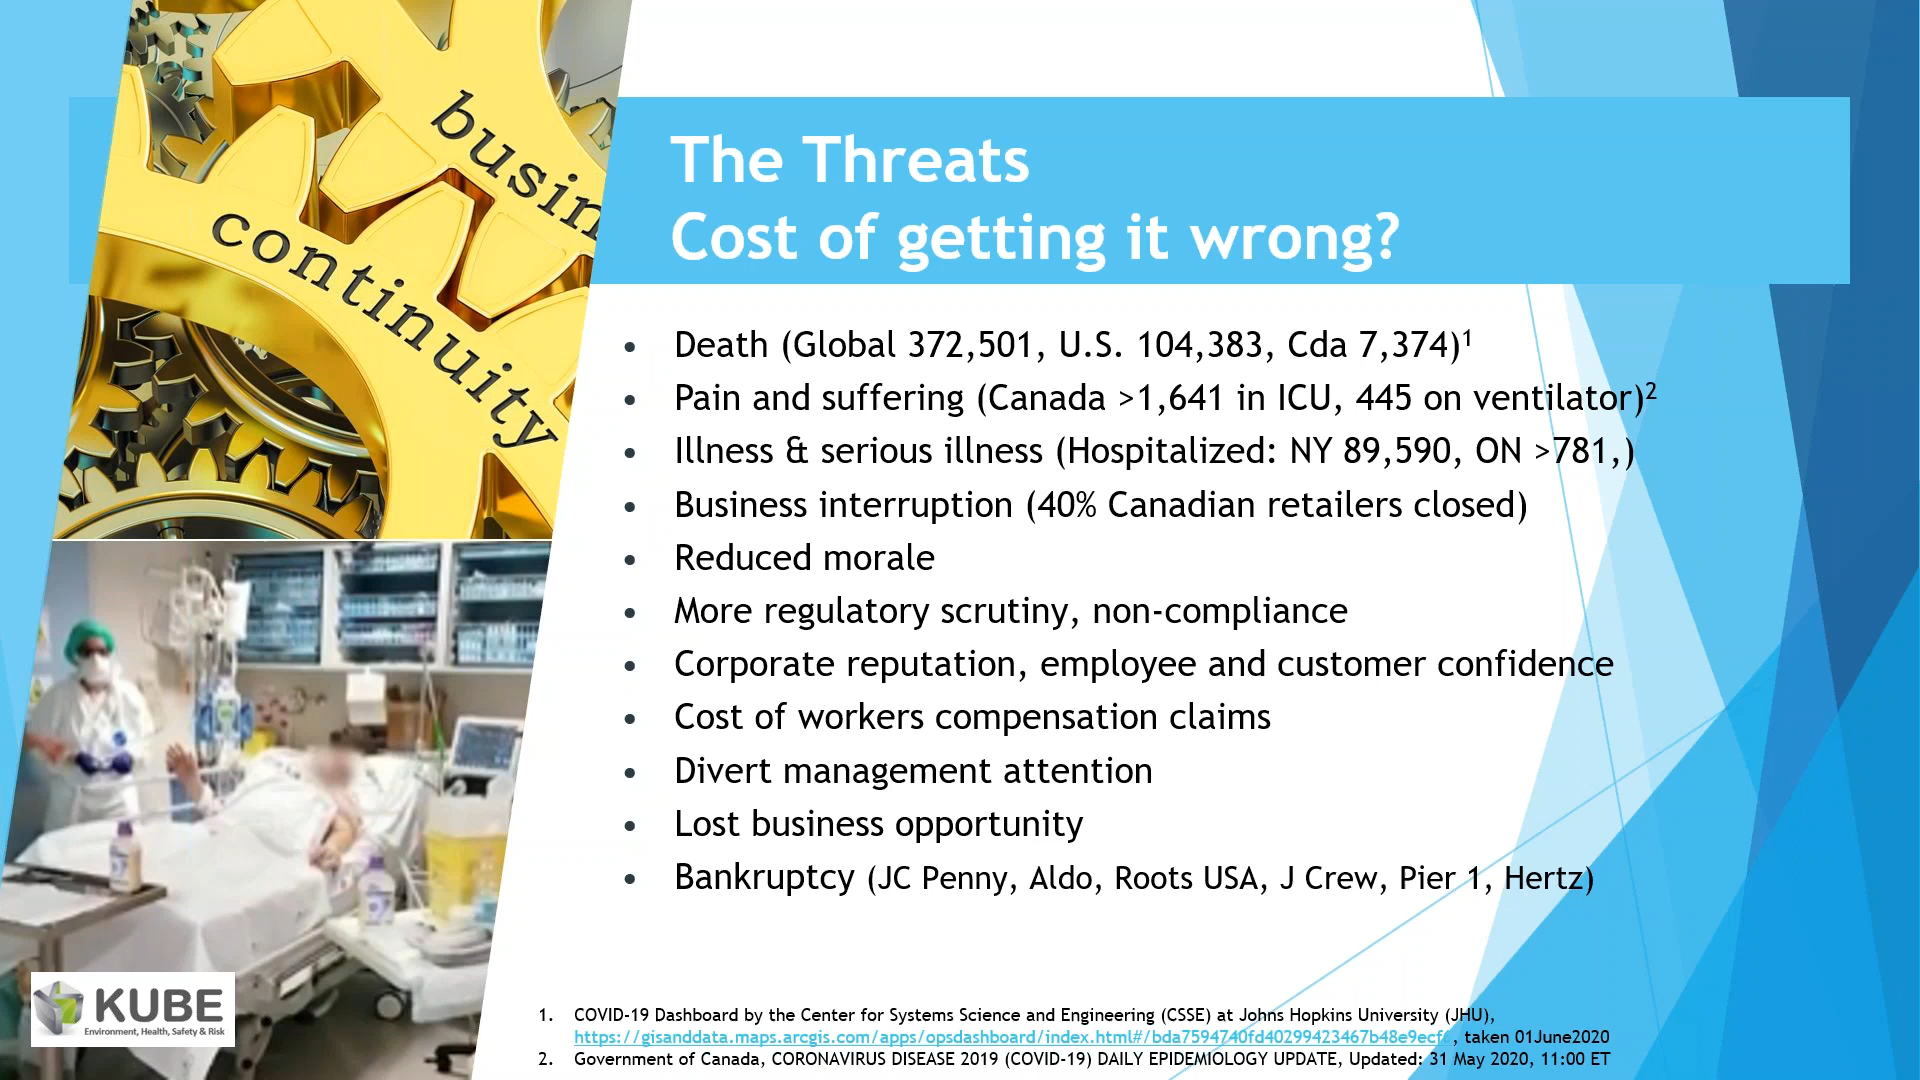 busin
continuity
The Threats
Cost of getting it wrong?
• Death (Global 372,501, U.S. 104,383, Cda 7,374)¹
• Pain and suffering (Canada >1,641 in ICU, 445 on ventilator)²
• Illness & serious illness (Hospitalized: NY 89,590, ON >781,)
• Business interruption (40% Canadian retailers closed)
• Reduced morale
• More regulatory scrutiny, non-compliance
• Corporate reputation, employee and customer confidence
• Cost of workers compensation claims
• Divert management attention
• Lost business opportunity
• Bankruptcy (JC Penny, Aldo, Roots USA, J Crew, Pier 1, Hertz)
KUBE
Environment, Health, Safety & Risk
1. COVID-19 Dashboard by the Center for Systems Science and Engineering (CSSE) at Johns Hopkins University (JHU),
https://gisanddata.maps.arcgis.com/apps/opsdashboard/index.html#/bda7594740fd40299423467b48e9ecf6, taken 01June2020
2. Government of Canada, CORONAVIRUS DISEASE 2019 (COVID-19) DAILY EPIDEMIOLOGY UPDATE, Updated: 31 May 2020, 11:00 ET